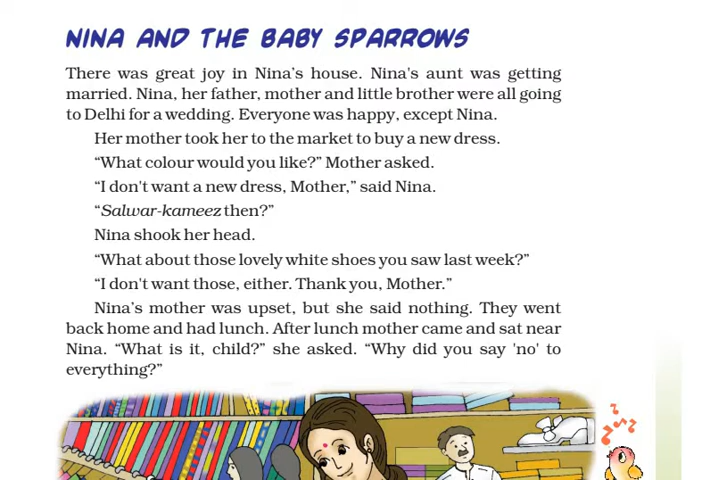 NINA AND THE BABY SPARROWS
There was great joy in Nina's house. Nina's aunt was getting
married. Nina, her father, mother and little brother were all going
to Delhi for a wedding. Everyone was happy, except Nina.
Her mother took her to the market to buy a new dress.
“What colour would you like?” Mother asked.
“I don't want a new dress, Mother,” said Nina.
“Salwar-kameez then?”
Nina shook her head.
“What about those lovely white shoes you saw last week?”
“I don't want those, either. Thank you, Mother.”
Nina's mother was upset, but she said nothing. They went
back home and had lunch. After lunch mother came and sat near
Nina. “What is it, child?” she asked. “Why did you say 'no' to
everything?”